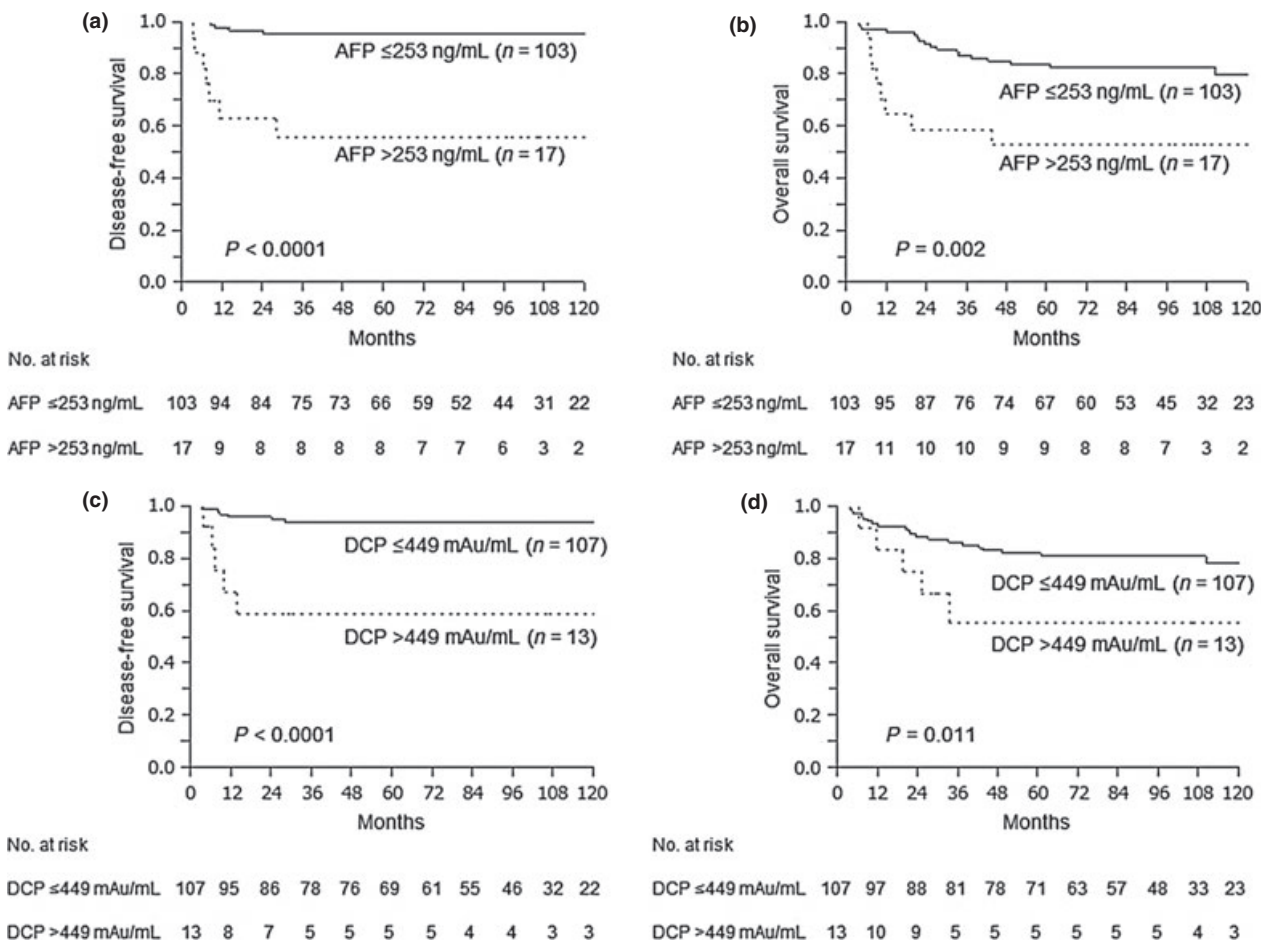 (a)
1.0
0.8
0.6
0.4
0.2
0.0
Disease-free survival
AFP ≤253 ng/mL (n = 103)
AFP >253 ng/mL (n = 17)
P < 0.0001
0 12 24 36 48 60 72 84 96 108 120
Months
No. at risk
AFP ≤253 ng/mL 103 94 84 75 73 66 59 52 44 31 22
AFP >253 ng/mL 17 9 8 8 8 8 7 7 6 3 2
(b)
1.0
0.8
0.6
0.4
0.2
0.0
Overall survival
AFP ≤253 ng/mL (n = 103)
AFP >253 ng/mL (n = 17)
P = 0.002
0 12 24 36 48 60 72 84 96 108 120
Months
No. at risk
AFP ≤253 ng/mL 103 95 87 76 74 67 60 53 45 32 23
AFP >253 ng/mL 17 11 10 10 9 9 8 8 7 3 2
(c)
1.0
0.8
0.6
0.4
0.2
0.0
Disease-free survival
DCP ≤449 mAu/mL (n = 107)
DCP >449 mAu/mL (n = 13)
P < 0.0001
0 12 24 36 48 60 72 84 96 108 120
Months
No. at risk
DCP ≤449 mAu/mL 107 95 86 78 76 69 61 55 46 32 22
DCP >449 mAu/mL 13 8 7 5 5 5 5 4 4 3 3
(d)
1.0
0.8
0.6
0.4
0.2
0.0
Overall survival
DCP ≤449 mAu/mL (n = 107)
DCP >449 mAu/mL (n = 13)
P = 0.011
0 12 24 36 48 60 72 84 96 108 120
Months
No. at risk
DCP ≤449 mAu/mL 107 97 88 81 78 71 63 57 48 33 23
DCP >449 mAu/mL 13 10 9 5 5 5 5 5 5 4 3